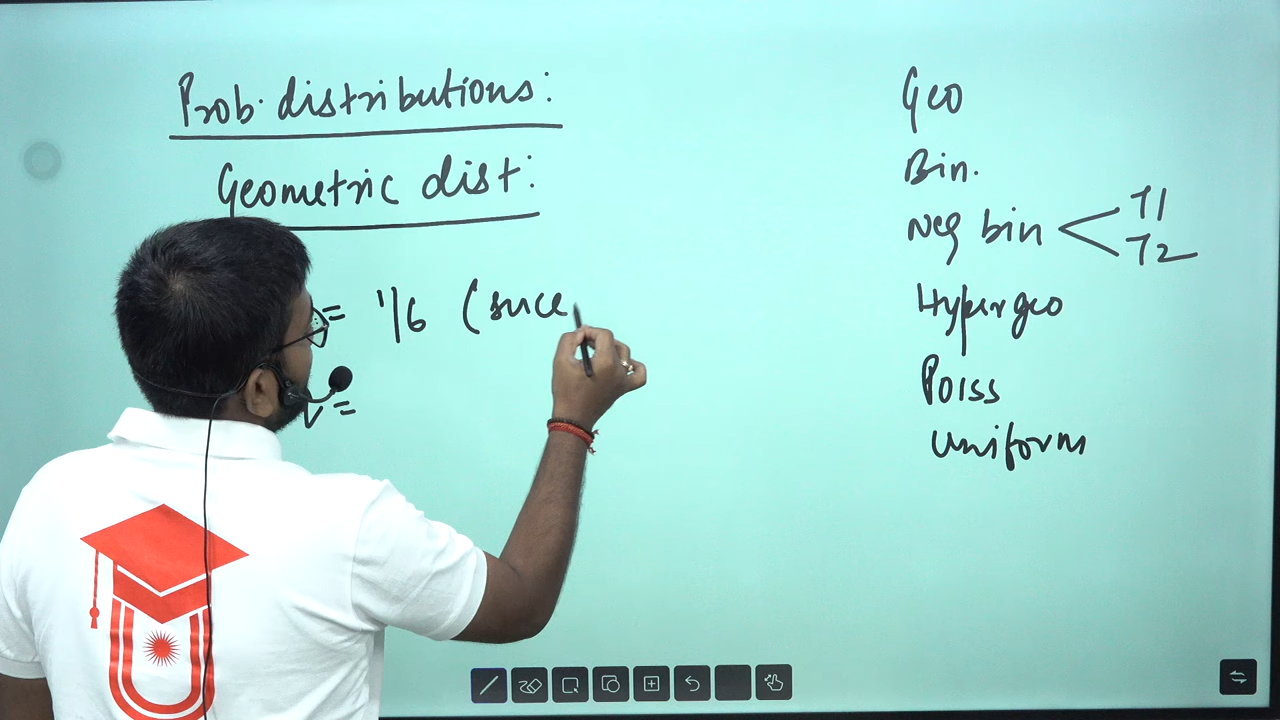 Prob. distributions:
Geometric dist:
= 1/6 (succe
=
Geo
Bin.
Neg bin < T1
T2
Hypergeo
Poiss
Uniform